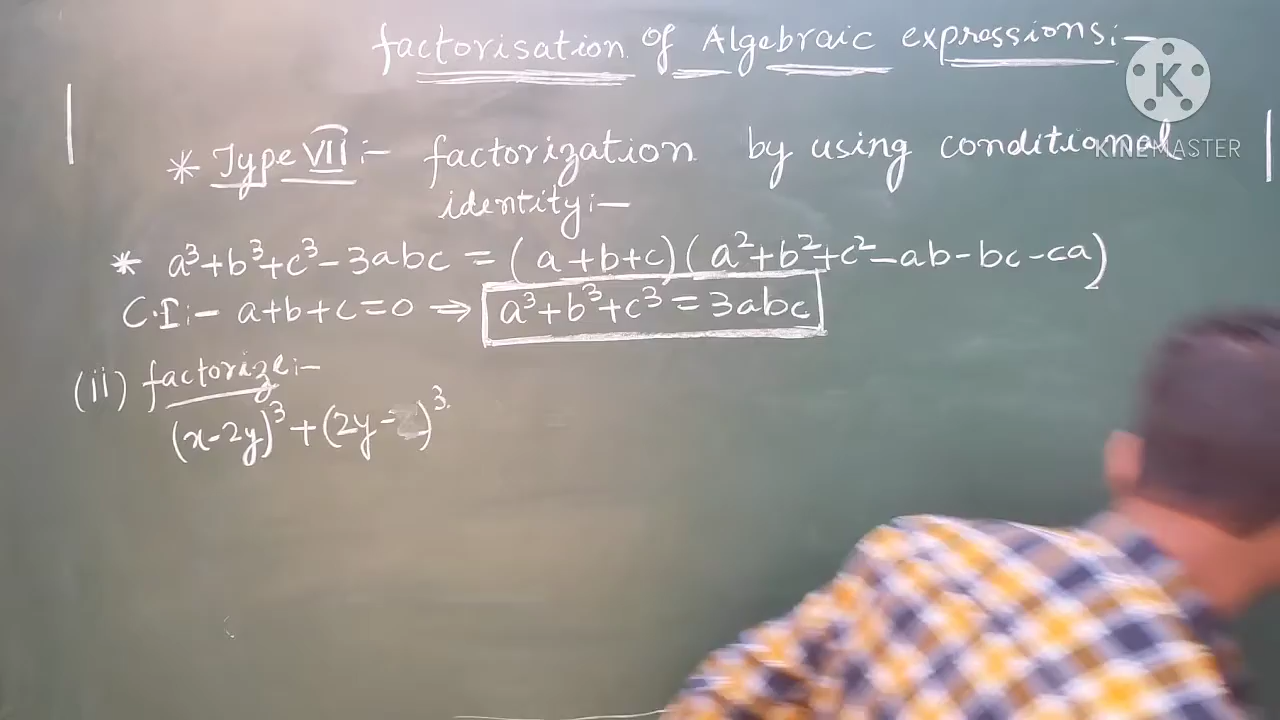 factorisation of Algebraic expressions:-
K
KINEMASTER
* Type VII:- factorization by using conditional
identity:-
* a³+b³+c³-3abc = (a+b+c)(a²+b²+c²-ab-bc-ca)
C.I:- a+b+c=0 ⇒ a³+b³+c³=3abc
(ii) factorize:-
(x-2y)³+(2y-)³